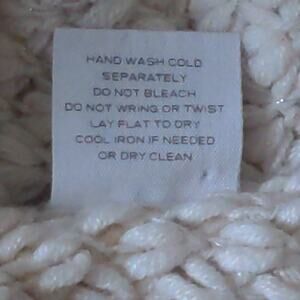 HAND WASH COLD
SEPARATELY
DO NOT BLEACH
DO NOT WRING OR TWIST
LAY FLAT TO DRY
COOL IRON IF NEEDED
OR DRY CLEAN